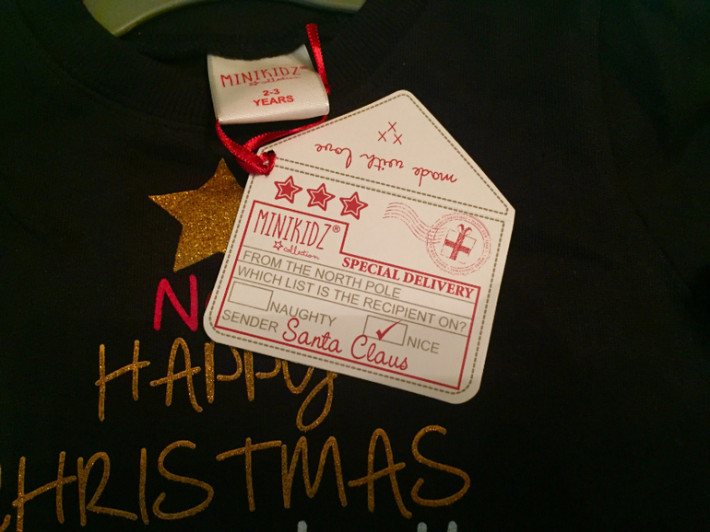 MINIKIDZ®
collection
2-3
YEARS
made with love
x x x
MINIKIDZ®
collection
SPECIAL DELIVERY
FROM THE NORTH POLE
WHICH LIST IS THE RECIPIENT ON?
NAUGHTY
NICE
SENDER Santa Claus
HAPPY
CHRISTMAS